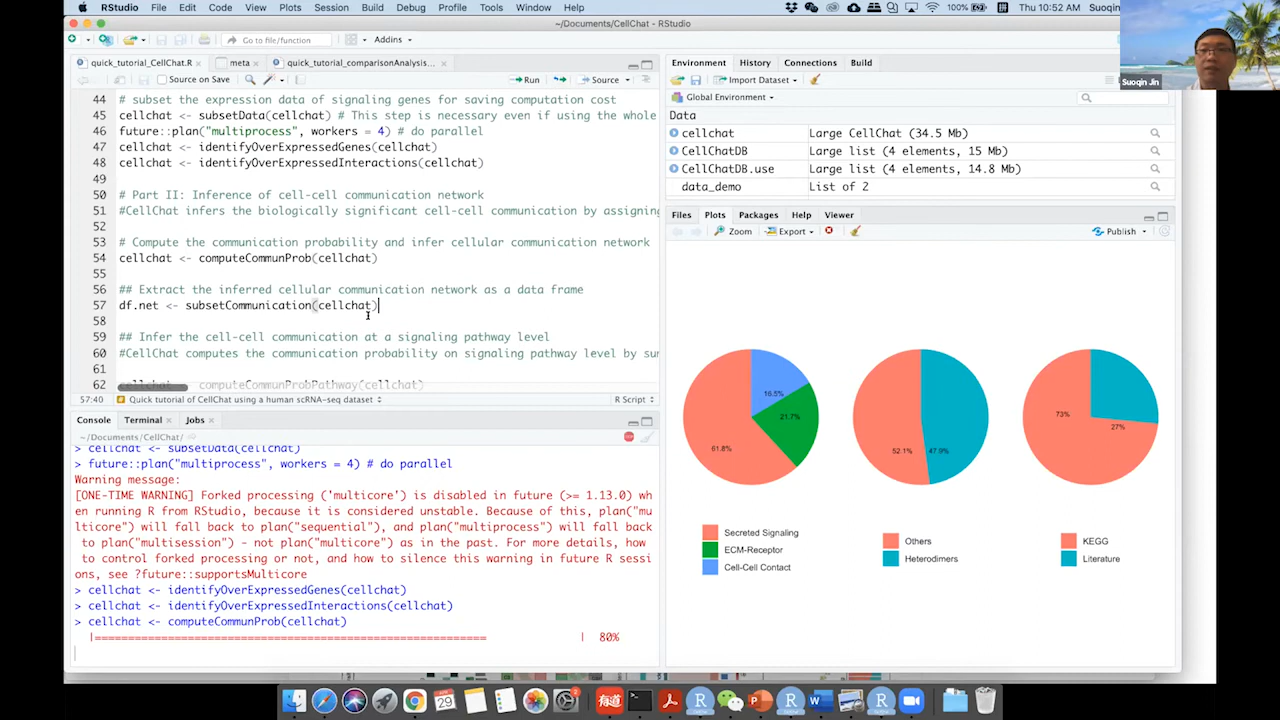 RStudio File Edit Code View Plots Session Build Debug Profile Tools Window Help 100% Thu 10:52 AM Suoqin
~/Documents/CellChat - RStudio
Go to file/function Addins
quick_tutorial_CellChat.R meta quick_tutorial_comparisonAnalysis...
Source on Save Run Source
44 # subset the expression data of signaling genes for saving computation cost
45 cellchat <- subsetData(cellchat) # This step is necessary even if using the whole
46 future::plan("multiprocess", workers = 4) # do parallel
47 cellchat <- identifyOverExpressedGenes(cellchat)
48 cellchat <- identifyOverExpressedInteractions(cellchat)
49
50 # Part II: Inference of cell-cell communication network
51 #CellChat infers the biologically significant cell-cell communication by assigning
52
53 # Compute the communication probability and infer cellular communication network
54 cellchat <- computeCommunProb(cellchat)
55
56 ## Extract the inferred cellular communication network as a data frame
57 df.net <- subsetCommunication(cellchat)
58
59 ## Infer the cell-cell communication at a signaling pathway level
60 #CellChat computes the communication probability on signaling pathway level by sum
61
62 cellchat computeCommunProbPathway(cellchat)
57:40 Quick tutorial of CellChat using a human scRNA-seq dataset R Script
Console Terminal Jobs
~/Documents/CellChat/
> cellchat <- subsetData(cellchat)
> future::plan("multiprocess", workers = 4) # do parallel
Warning message:
[ONE-TIME WARNING] Forked processing ('multicore') is disabled in future (>= 1.13.0) wh
en running R from RStudio, because it is considered unstable. Because of this, plan("mu
lticore") will fall back to plan("sequential"), and plan("multiprocess") will fall back
to plan("multisession") - not plan("multicore") as in the past. For more details, how
to control forked processing or not, and how to silence this warning in future R sessi
ons, see ?future::supportsMulticore
> cellchat <- identifyOverExpressedGenes(cellchat)
> cellchat <- identifyOverExpressedInteractions(cellchat)
> cellchat <- computeCommunProb(cellchat)
|========================================================== | 80%
Environment History Connections Build
Import Dataset
Global Environment
Data
cellchat Large CellChat (34.5 Mb)
CellChatDB Large list (4 elements, 15 Mb)
CellChatDB.use Large list (4 elements, 14.8 Mb)
data_demo List of 2
Files Plots Packages Help Viewer
Zoom Export Publish
16.5%
21.7%
61.8%
52.1% 47.9%
73%
27%
Secreted Signaling
ECM-Receptor
Cell-Cell Contact
Others
Heterodimers
KEGG
Literature
Suoqin Jin
APR
29
有道